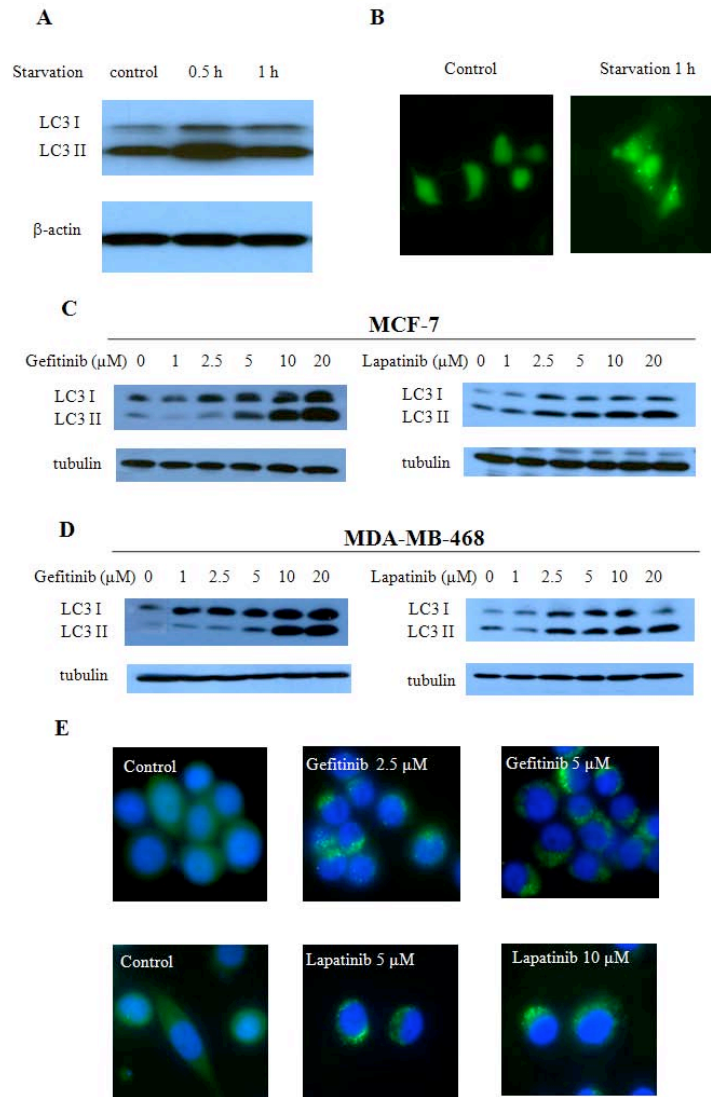 A
B
Starvation control 0.5 h 1 h
Control
Starvation 1 h
LC3 I
LC3 II
β-actin
C
MCF-7
Gefitinib (µM) 0 1 2.5 5 10 20
Lapatinib (µM) 0 1 2.5 5 10 20
LC3 I
LC3 II
LC3 I
LC3 II
tubulin
tubulin
D
MDA-MB-468
Gefitinib (µM) 0 1 2.5 5 10 20
Lapatinib (µM) 0 1 2.5 5 10 20
LC3 I
LC3 II
LC3 I
LC3 II
tubulin
tubulin
E
Control
Gefitinib 2.5 µM
Gefitinib 5 µM
Control
Lapatinib 5 µM
Lapatinib 10 µM